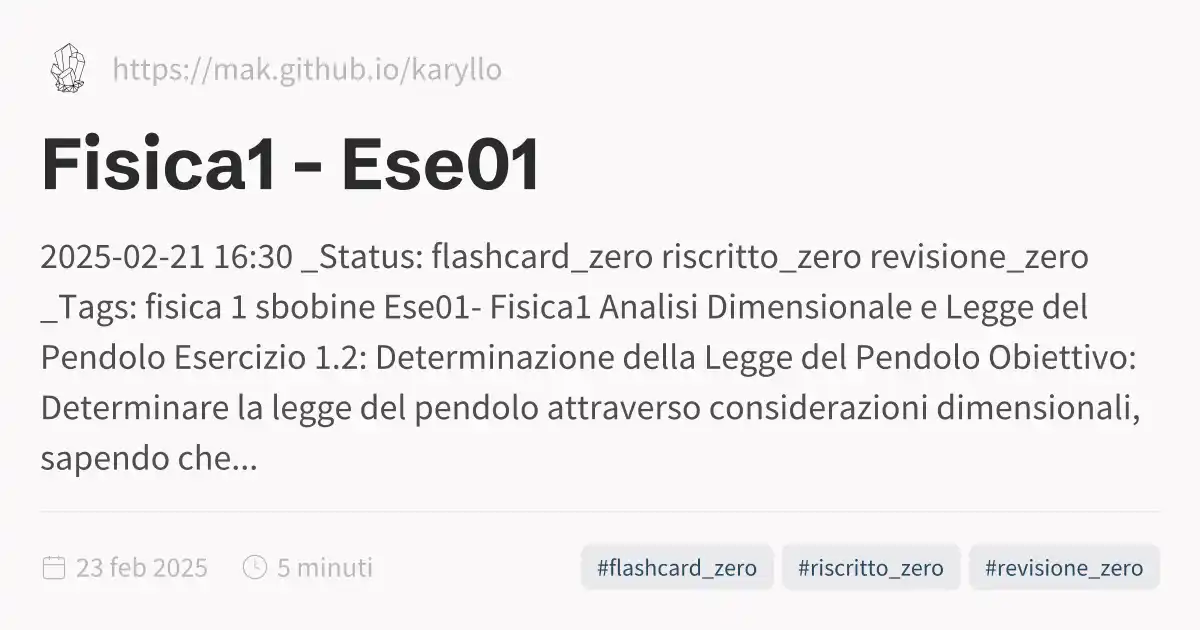 https://mak.github.io/karyllo
Fisica1 - Ese01
2025-02-21 16:30 _Status: flashcard_zero riscritto_zero revisione_zero
_Tags: fisica 1 sbobine Ese01- Fisica1 Analisi Dimensionale e Legge del
Pendolo Esercizio 1.2: Determinazione della Legge del Pendolo Obiettivo:
Determinare la legge del pendolo attraverso considerazioni dimensionali,
sapendo che...
23 feb 2025 5 minuti #flashcard_zero #riscritto_zero #revisione_zero